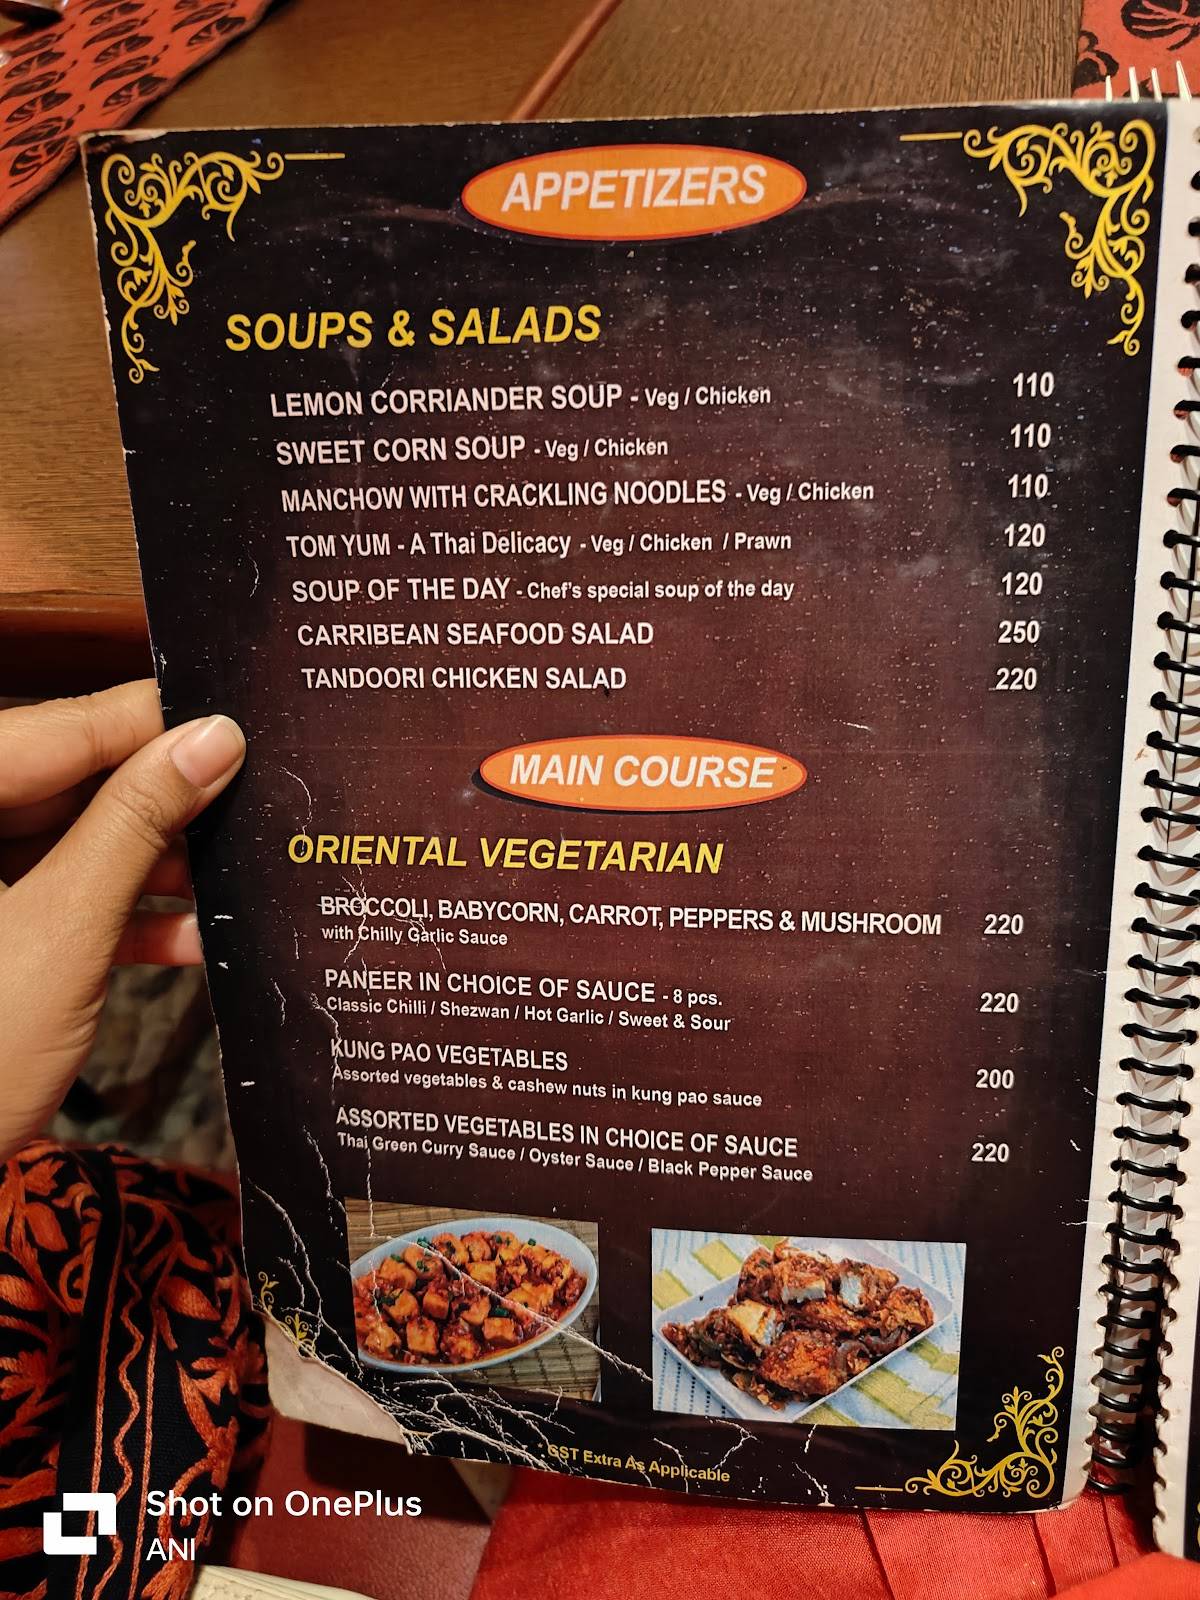 APPETIZERS
SOUPS & SALADS
LEMON CORRIANDER SOUP - Veg / Chicken 110
SWEET CORN SOUP - Veg / Chicken 110
MANCHOW WITH CRACKLING NOODLES - Veg / Chicken 110
TOM YUM - A Thai Delicacy - Veg / Chicken / Prawn 120
SOUP OF THE DAY - Chef's special soup of the day 120
CARRIBEAN SEAFOOD SALAD 250
TANDOORI CHICKEN SALAD 220
MAIN COURSE
ORIENTAL VEGETARIAN
BROCCOLI, BABYCORN, CARROT, PEPPERS & MUSHROOM 220
with Chilly Garlic Sauce
PANEER IN CHOICE OF SAUCE - 8 pcs. 220
Classic Chilli / Shezwan / Hot Garlic / Sweet & Sour
KUNG PAO VEGETABLES 200
Assorted vegetables & cashew nuts in kung pao sauce
ASSORTED VEGETABLES IN CHOICE OF SAUCE 220
Thai Green Curry Sauce / Oyster Sauce / Black Pepper Sauce
* GST Extra As Applicable
Shot on OnePlus
ANI